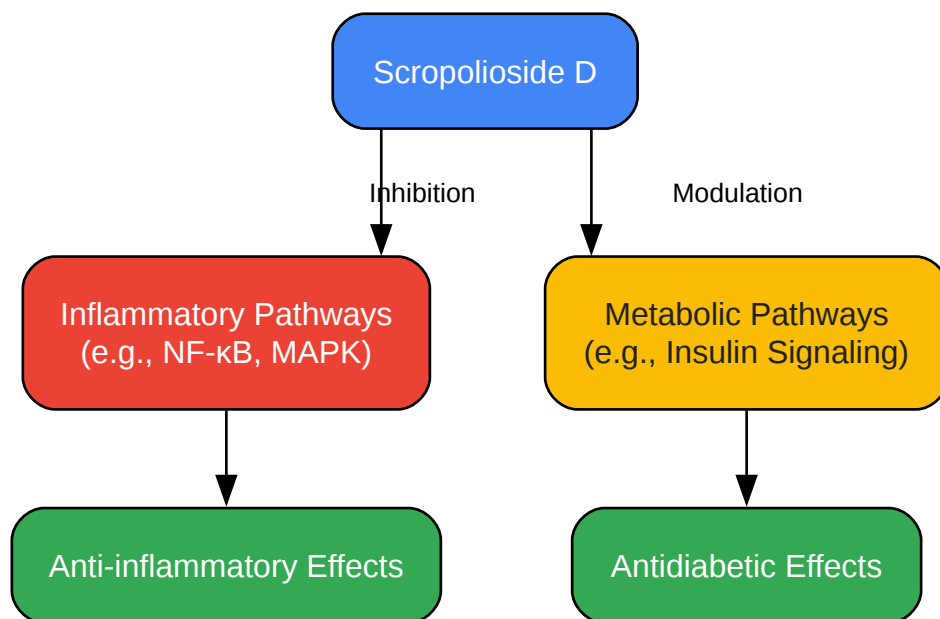 Scropolioside D
Inhibition
Modulation
Inflammatory Pathways
(e.g., NF-κB, MAPK)
Metabolic Pathways
(e.g., Insulin Signaling)
Anti-inflammatory Effects
Antidiabetic Effects